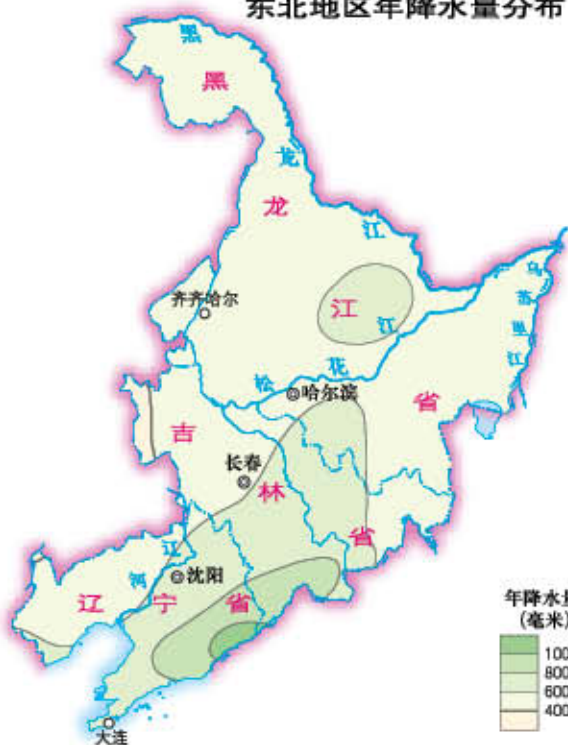 东北地区年降水量分布
黑
黑
龙
龙
江
乌
苏
里
江
齐齐哈尔
江
江
花
松
哈尔滨
省
吉
长春
林
省
辽
河
沈阳
辽
宁
省
大连
年降水量
(毫米)
100
800
600
400